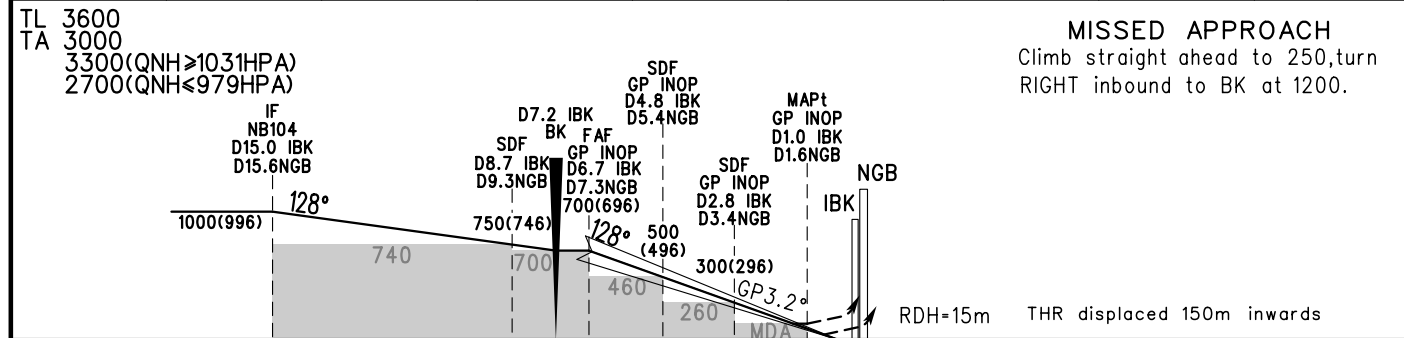 TL 3600
TA 3000
3300(QNH≥1031HPA)
2700(QNH≤979HPA)
MISSED APPROACH
Climb straight ahead to 250,turn
RIGHT inbound to BK at 1200.
IF
NB104
D15.0 IBK
D15.6NGB
SDF
D8.7 IBK
D9.3NGB
D7.2 IBK
BK
FAF
GP INOP
D6.7 IBK
D7.3NGB
700(696)
SDF
GP INOP
D4.8 IBK
D5.4NGB
SDF
GP INOP
D2.8 IBK
D3.4NGB
MAPt
GP INOP
D1.0 IBK
D1.6NGB
IBK
NGB
128°
1000(996)
750(746)
128°
500
(496)
300(296)
GP3.2°
740
700
460
260
MDA
RDH=15m
THR displaced 150m inwards